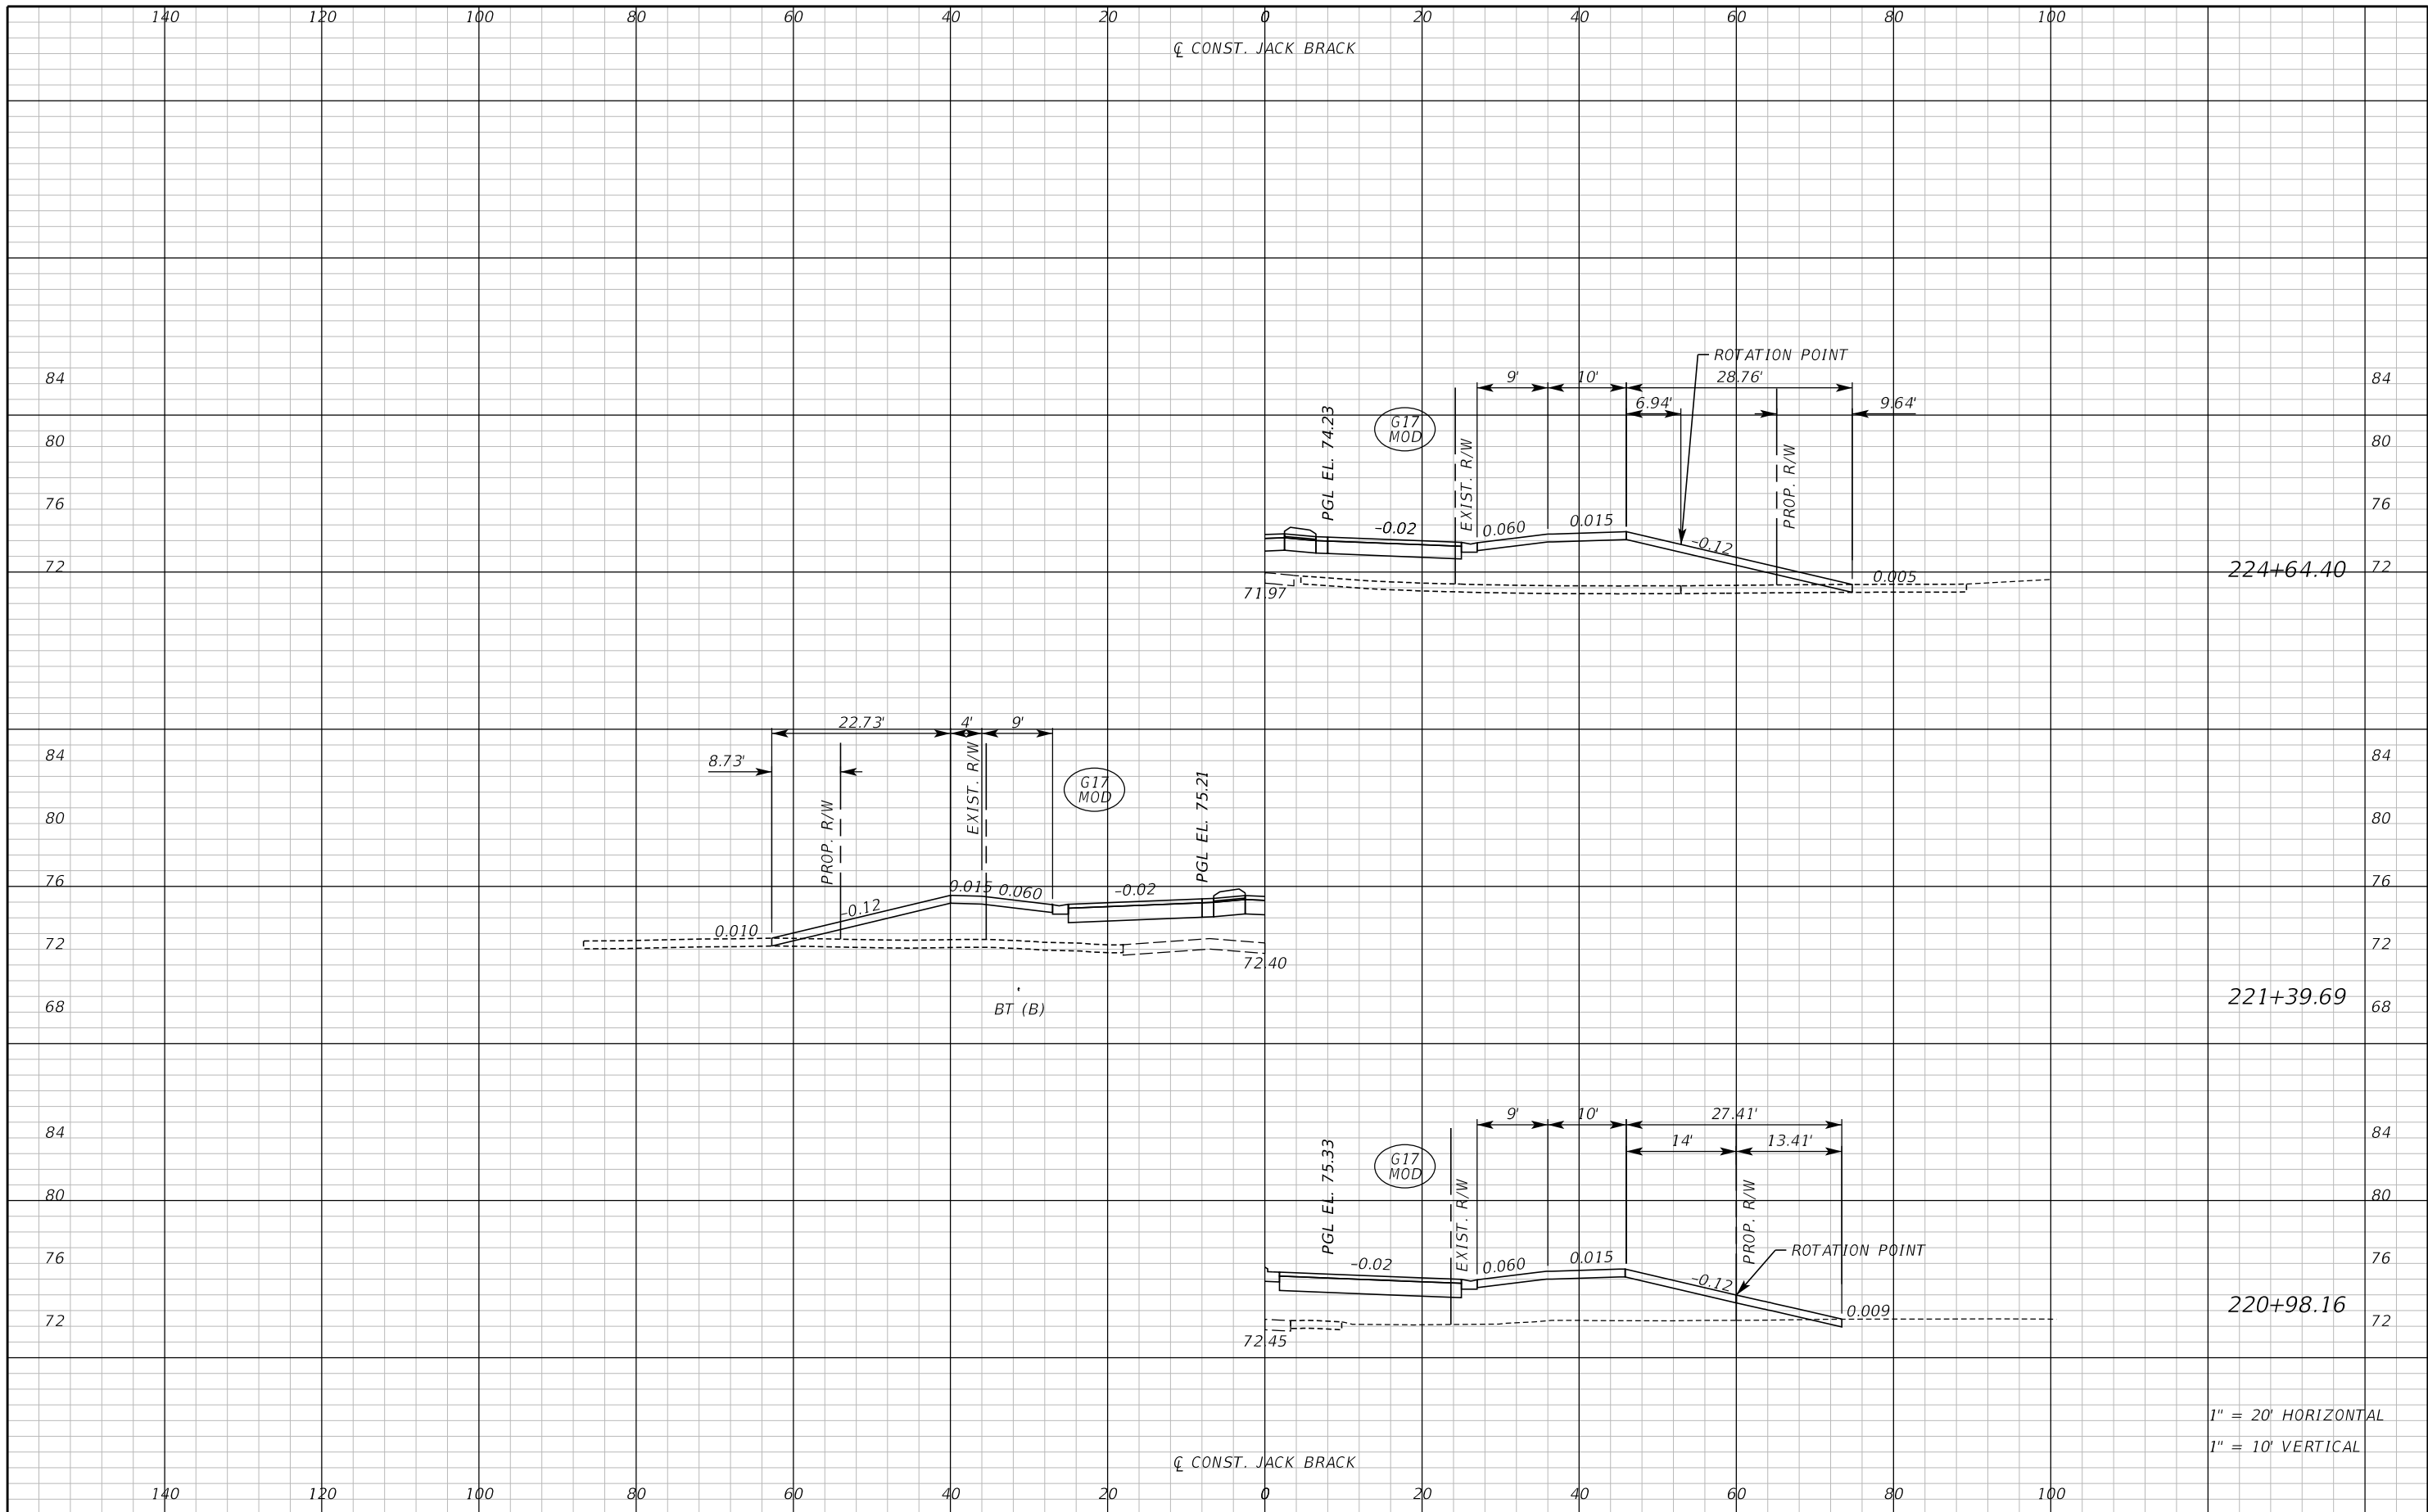 140 120 100 80 60 40 20 0 20 40 60 80 100
℄ CONST. JACK BRACK
ROTATION POINT
84 9' 10' 28.76' 84
6.94' 9.64'
PGL EL. 74.23
G17
MOD
EXIST. R/W
PROP. R/W
80 80
76 76
-0.02 0.060 0.015 -0.12
72 0.005 224+64.40 72
71.97
22.73' 4' 9'
84 84
8.73'
PROP. R/W
EXIST. R/W
G17
MOD
PGL EL. 75.21
80 80
76 76
-0.12 0.015 0.060 -0.02
0.010
72 72
72.40
BT (B)
68 221+39.69 68
9' 10' 27.41'
84 84
14' 13.41'
PGL EL. 75.33
G17
MOD
EXIST. R/W
PROP. R/W
80 80
ROTATION POINT
76 76
-0.02 0.060 0.015 -0.12
0.009 220+98.16
72 72
72.45
1" = 20' HORIZONTAL
1" = 10' VERTICAL
℄ CONST. JACK BRACK
140 120 100 80 60 40 20 0 20 40 60 80 100